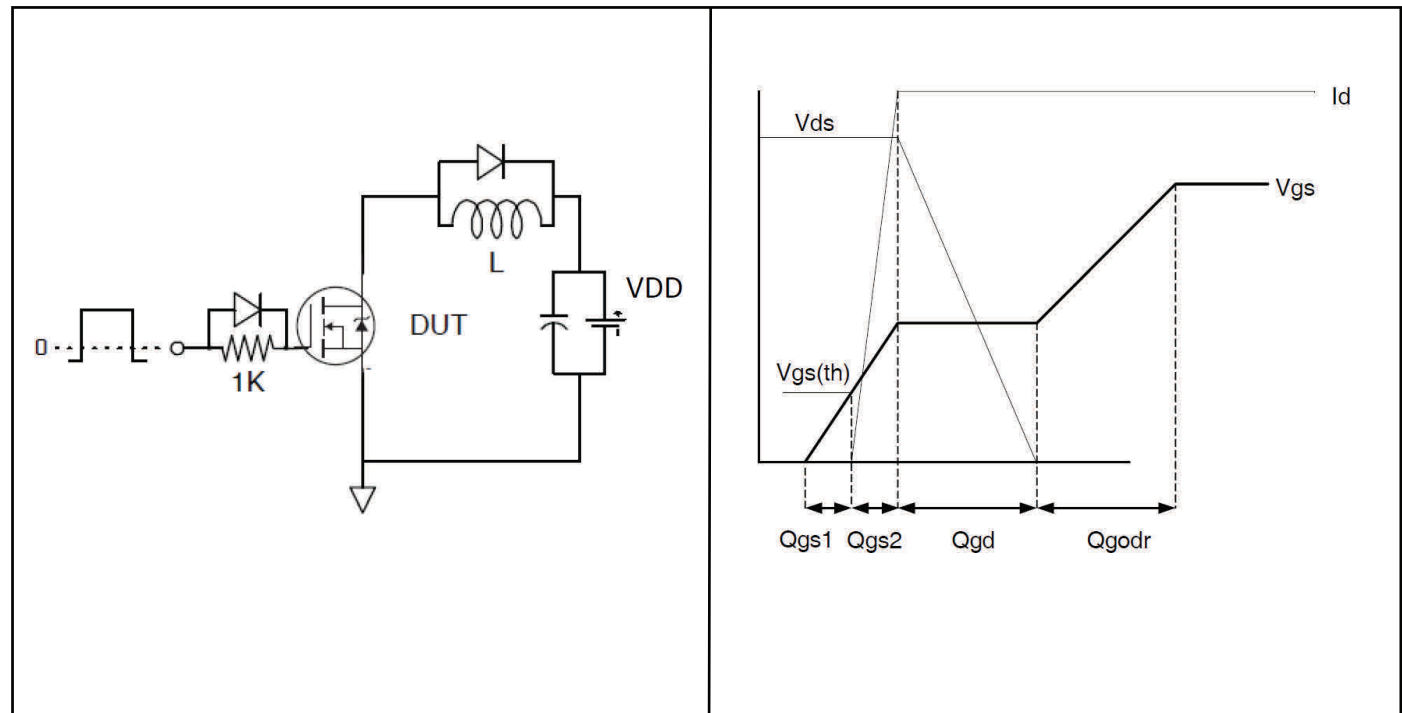 L
VDD
DUT
0
1K
Id
Vds
Vgs
Vgs(th)
Qgs1 Qgs2 Qgd Qgodr